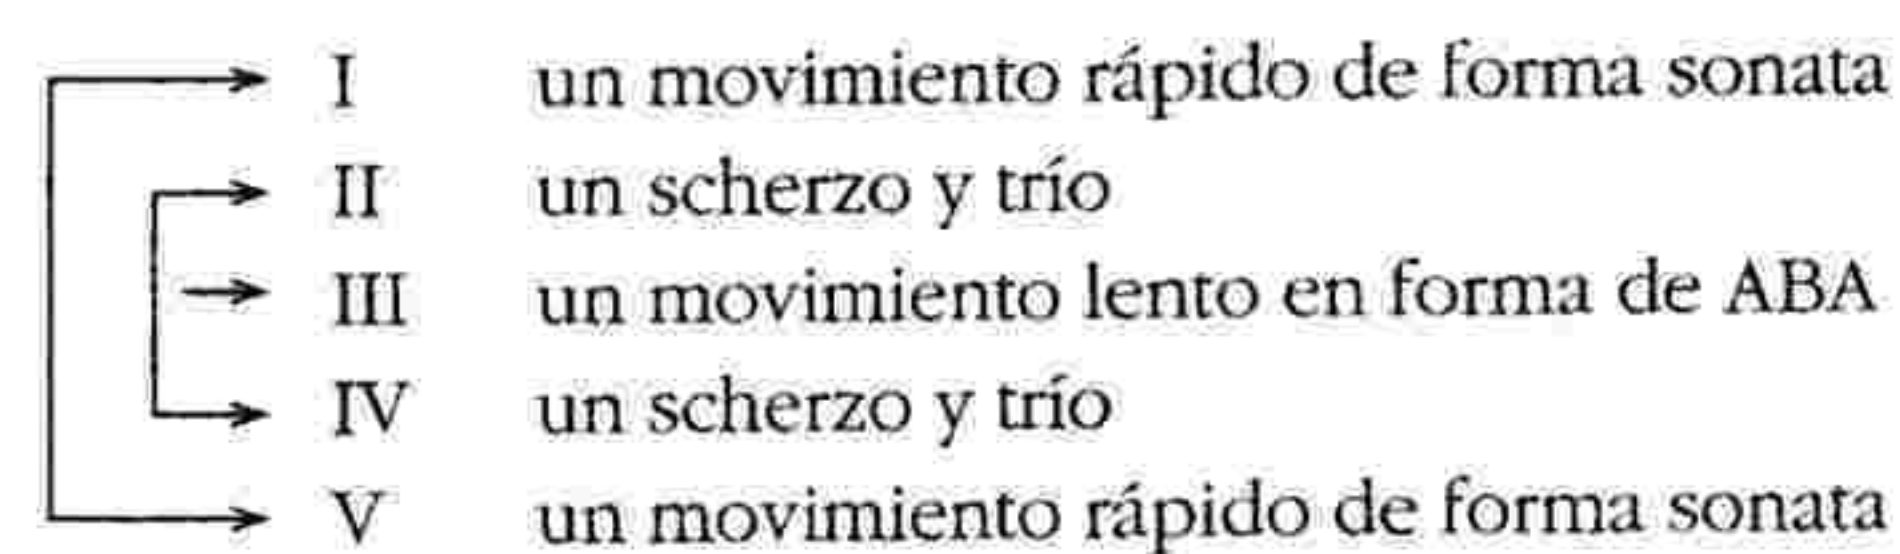 I un movimiento rápido de forma sonata
II un scherzo y trío
III un movimiento lento en forma de ABA
IV un scherzo y trío
V un movimiento rápido de forma sonata